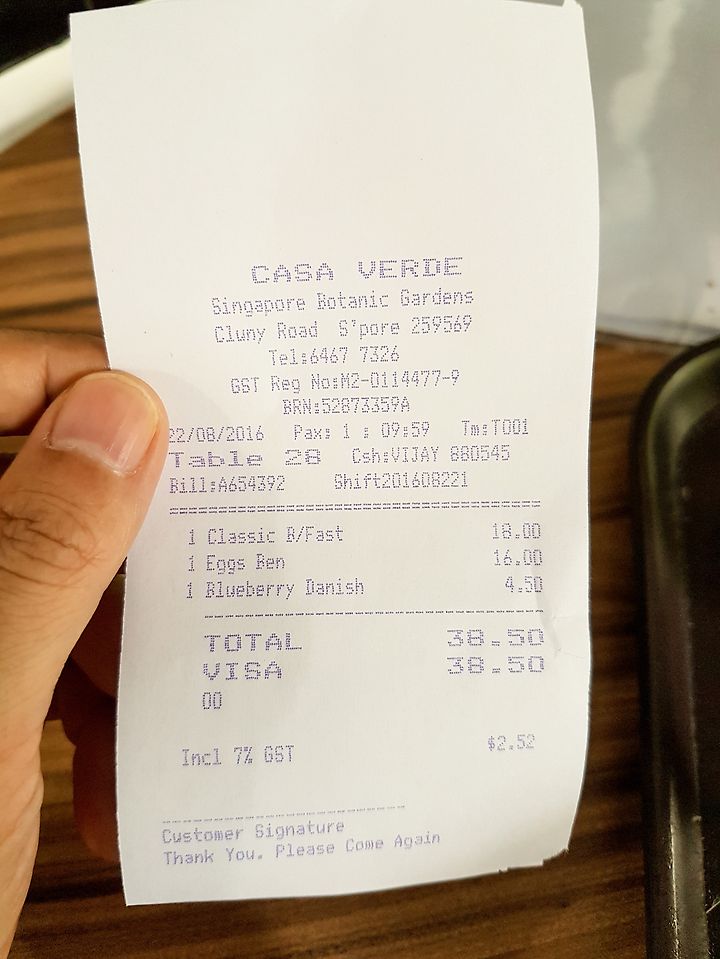 CASA VERDE
Singapore Botanic Gardens
Cluny Road S'pore 259569
Tel:6467 7326
GST Reg No:M2-0114477-9
BRN:52873359A
22/08/2016 Pax: 1 : 09:59 Tm:T001
Table 28 Csh:VIJAY 880545
Bill:A654392 Shift201608221
1 Classic B/Fast 18.00
1 Eggs Ben 16.00
1 Blueberry Danish 4.50
TOTAL 38.50
VISA 38.50
00
Incl 7% GST $2.52
Customer Signature
Thank You. Please Come Again